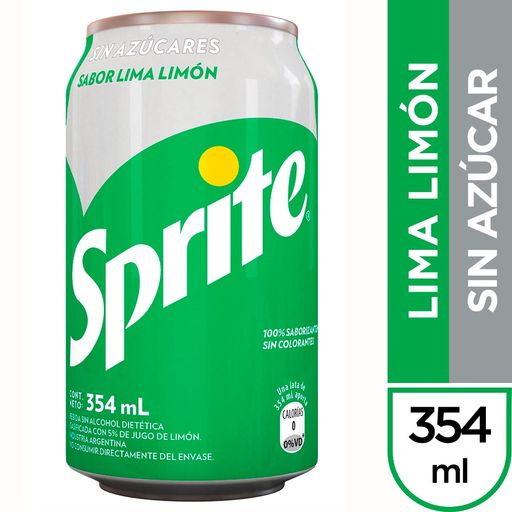 SIN AZÚCARES
SABOR LIMA LIMÓN
Sprite
®
100% SABORIZANTE
SIN COLORANTES
CONT.
NETO: 354 mL
BEBIDA SIN ALCOHOL DIETÉTICA
GASIFICADA CON 5% DE JUGO DE LIMÓN.
INDUSTRIA ARGENTINA
NO CONSUMIR DIRECTAMENTE DEL ENVASE.
Una lata de
354 ml aporta
CALORÍAS
0
0%VD
LIMA LIMÓN
SIN AZÚCAR
354
ml